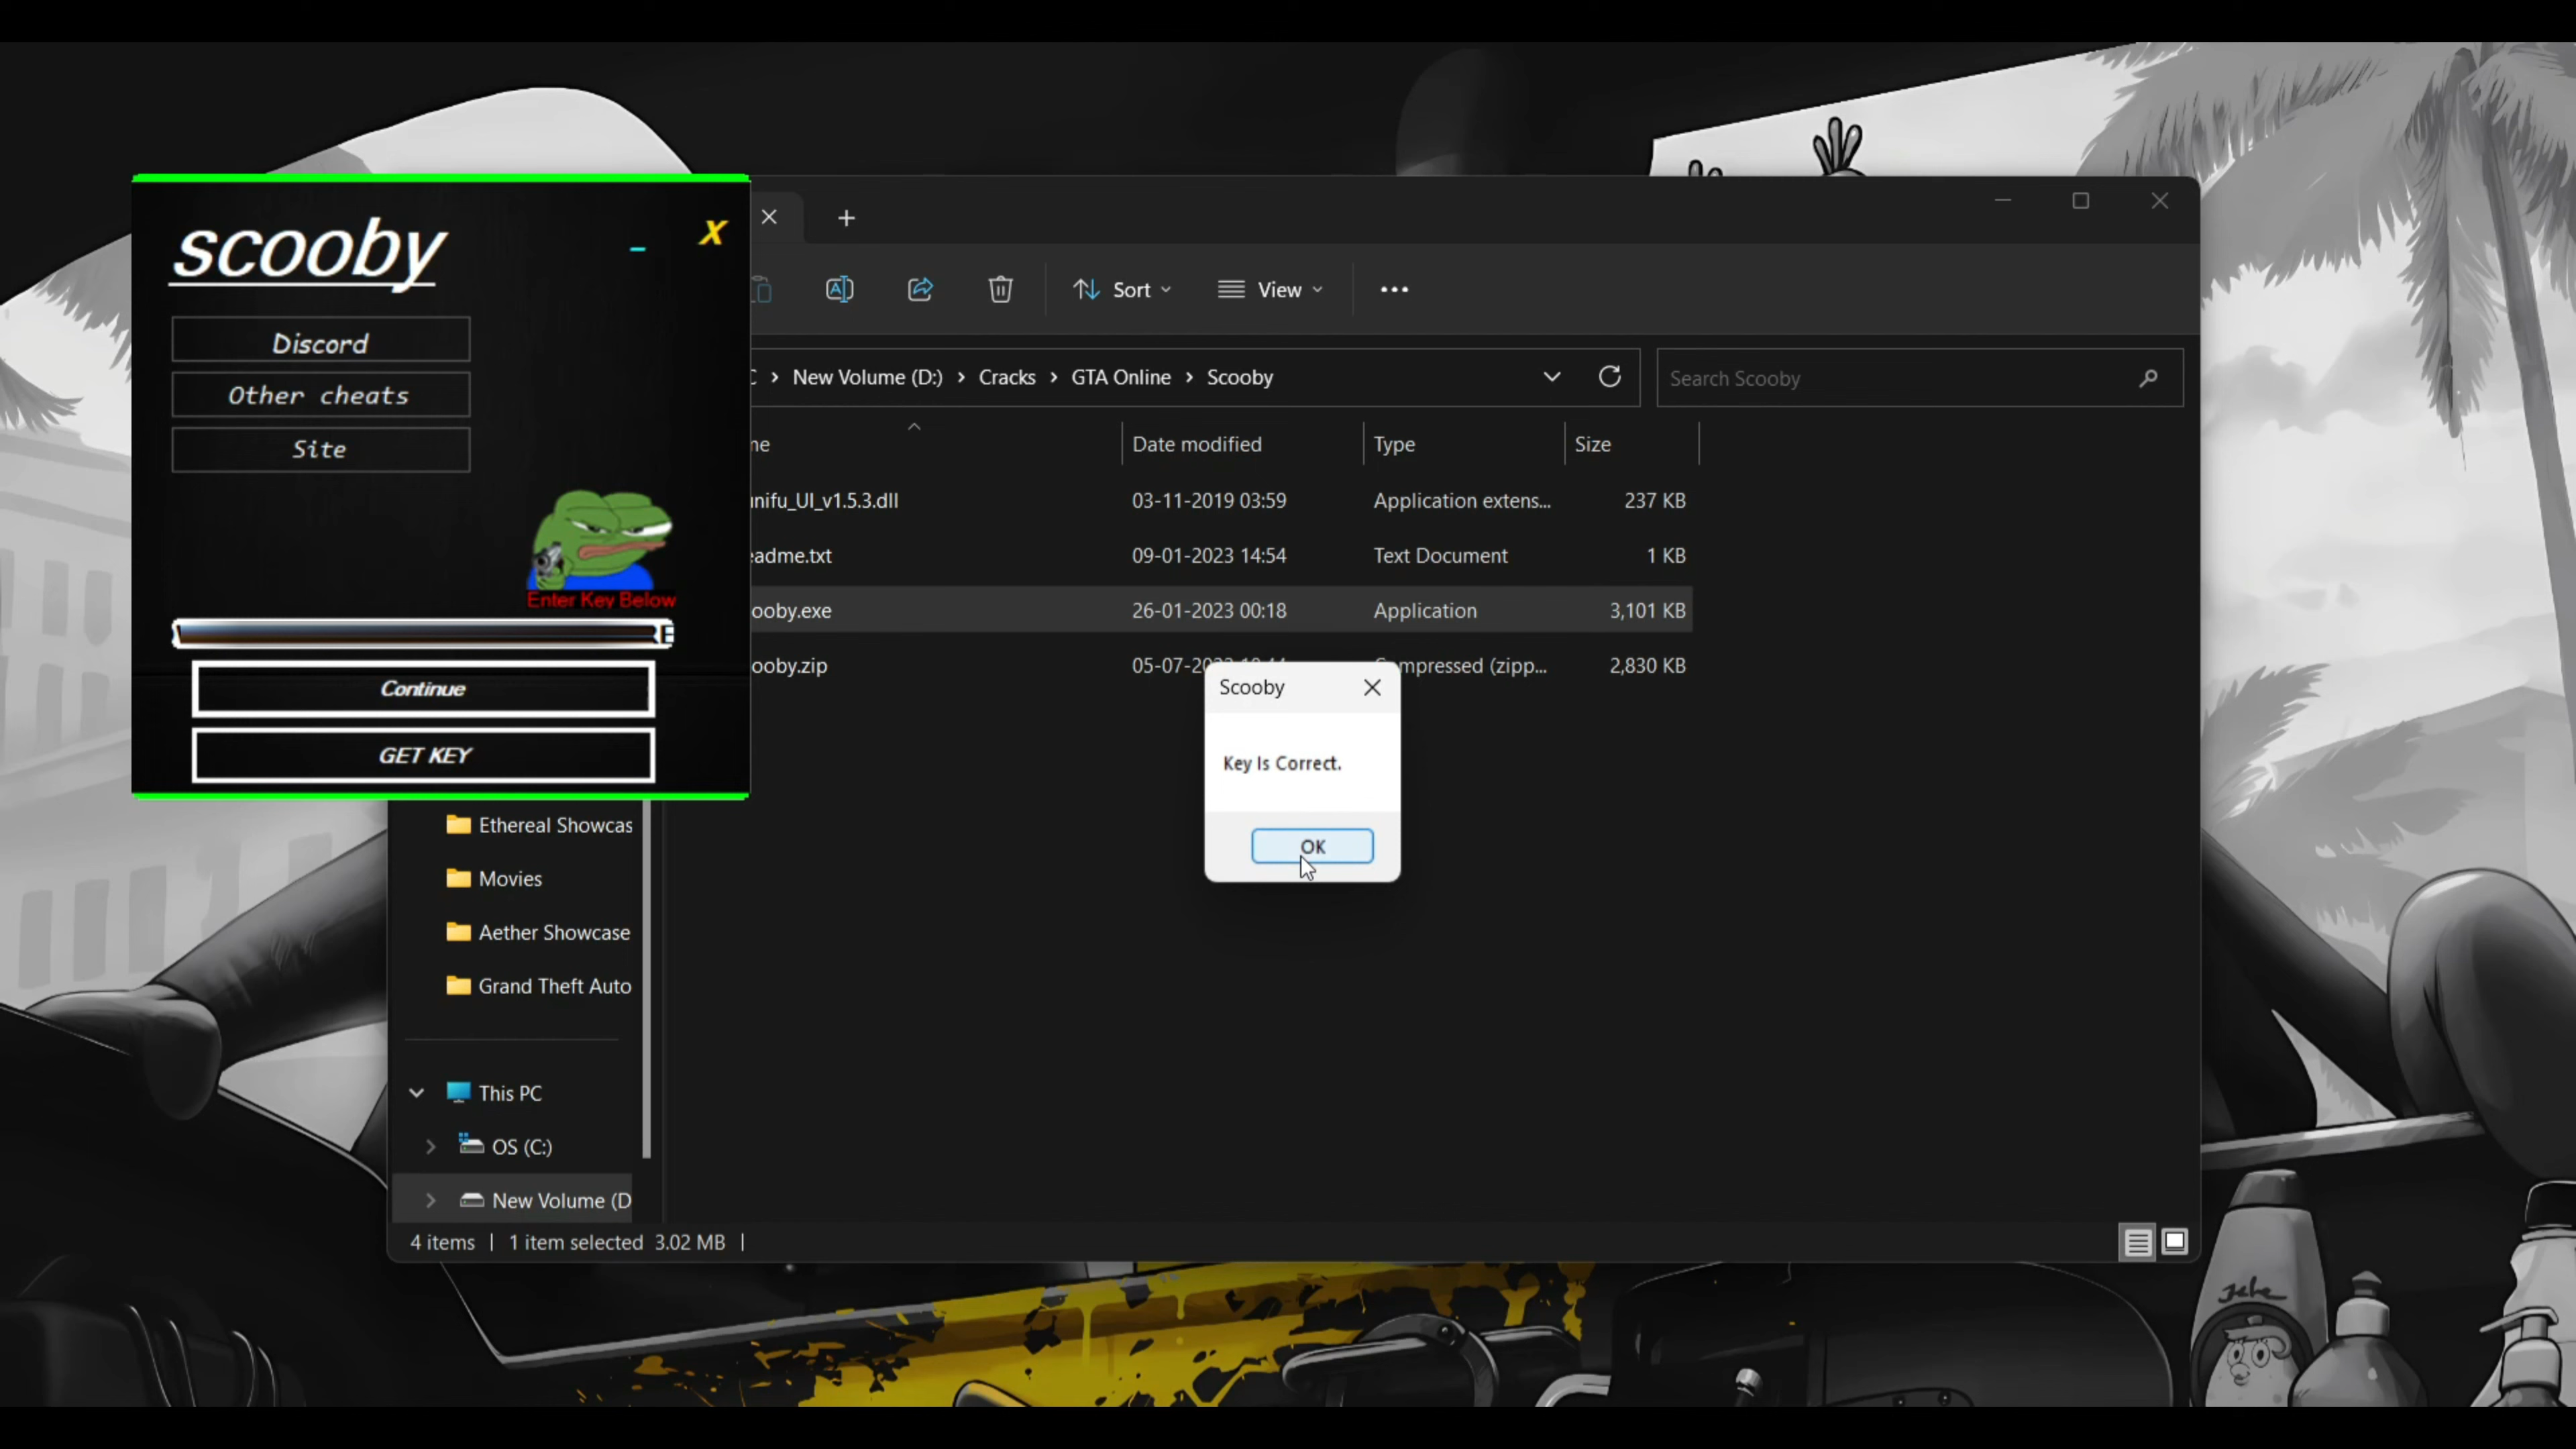 scooby
-
X
Discord
Other cheats
Site
Enter Key Below
Continue
GET KEY
Sort
View
New Volume (D:) > Cracks > GTA Online > Scooby
Search Scooby
me
Date modified
Type
Size
unifu_UI_v1.5.3.dll
03-11-2019 03:59
Application extens...
237 KB
eadme.txt
09-01-2023 14:54
Text Document
1 KB
ooby.exe
26-01-2023 00:18
Application
3,101 KB
ooby.zip
05-07-20
mpressed (zipp...
2,830 KB
Scooby
Key Is Correct.
OK
Ethereal Showcas
Movies
Aether Showcase
Grand Theft Auto
This PC
OS (C:)
New Volume (D
4 items
1 item selected 3.02 MB